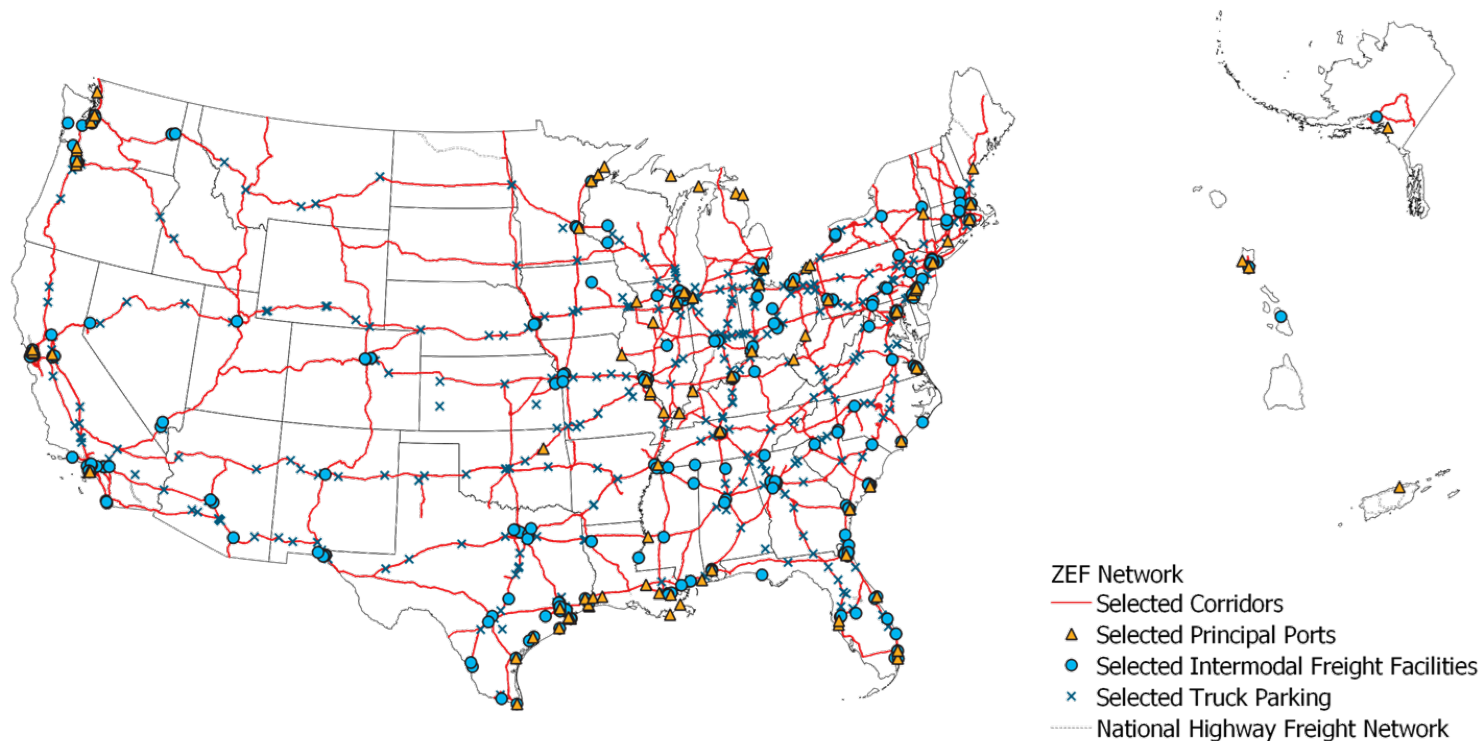 ZEF Network
Selected Corridors
Selected Principal Ports
Selected Intermodal Freight Facilities
Selected Truck Parking
National Highway Freight Network